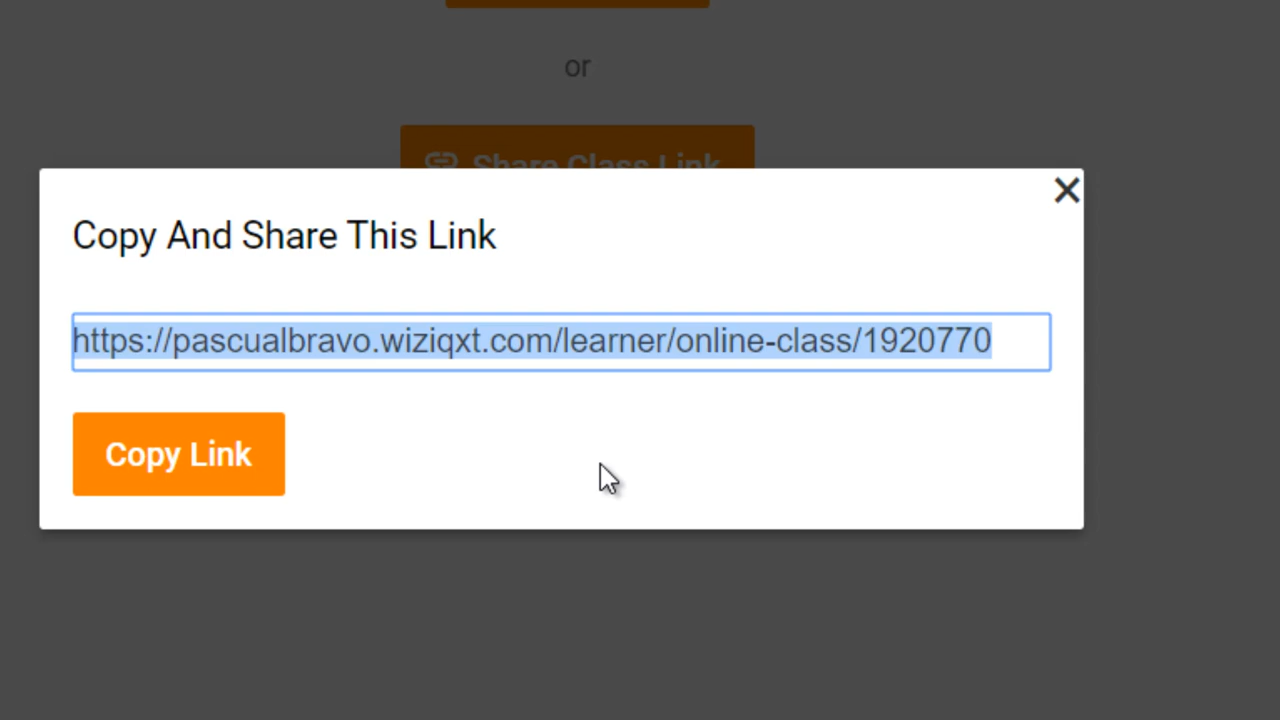 or
Share Class Link
Copy And Share This Link
https://pascualbravo.wiziqxt.com/learner/online-class/1920770
Copy Link